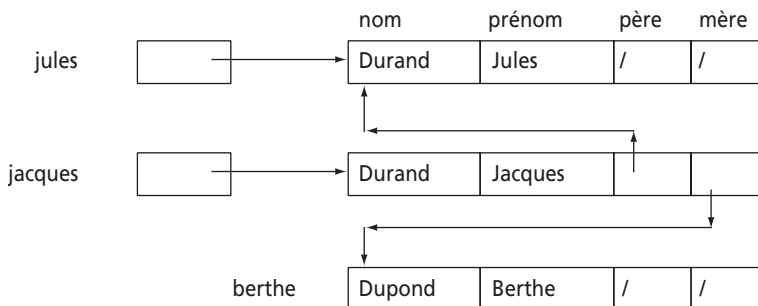 nom prénom père mère
jules Durand Jules / /
jacques Durand Jacques
berthe Dupond Berthe / /